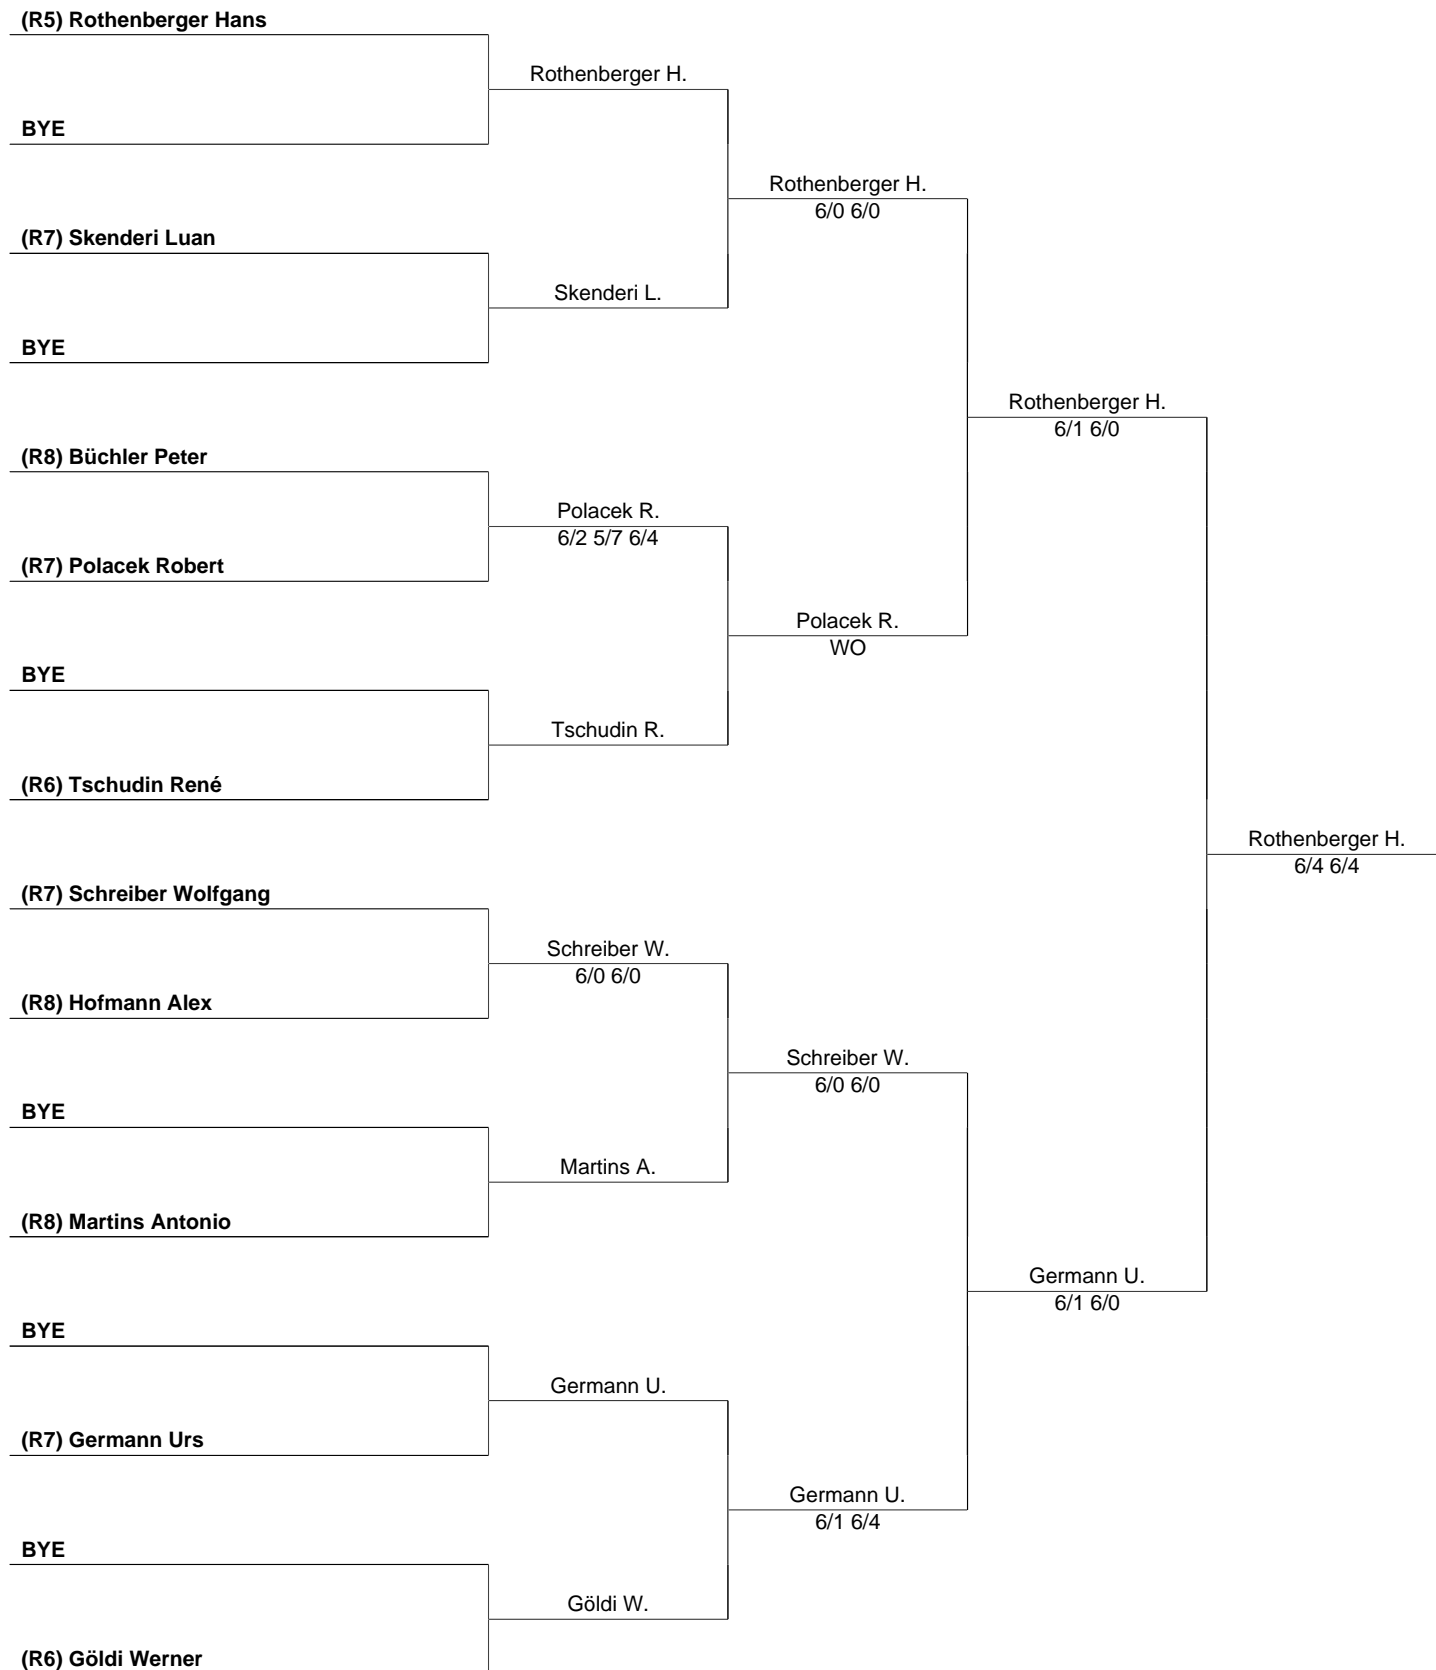 (R5) Rothenberger Hans
Rothenberger H.
BYE
Rothenberger H.
6/0 6/0
(R7) Skenderi Luan
Skenderi L.
BYE
Rothenberger H.
6/1 6/0
(R8) Büchler Peter
Polacek R.
6/2 5/7 6/4
(R7) Polacek Robert
Polacek R.
WO
BYE
Tschudin R.
(R6) Tschudin René
Rothenberger H.
6/4 6/4
(R7) Schreiber Wolfgang
Schreiber W.
6/0 6/0
(R8) Hofmann Alex
Schreiber W.
6/0 6/0
BYE
Martins A.
(R8) Martins Antonio
Germann U.
6/1 6/0
BYE
Germann U.
(R7) Germann Urs
Germann U.
6/1 6/4
BYE
Göldi W.
(R6) Göldi Werner